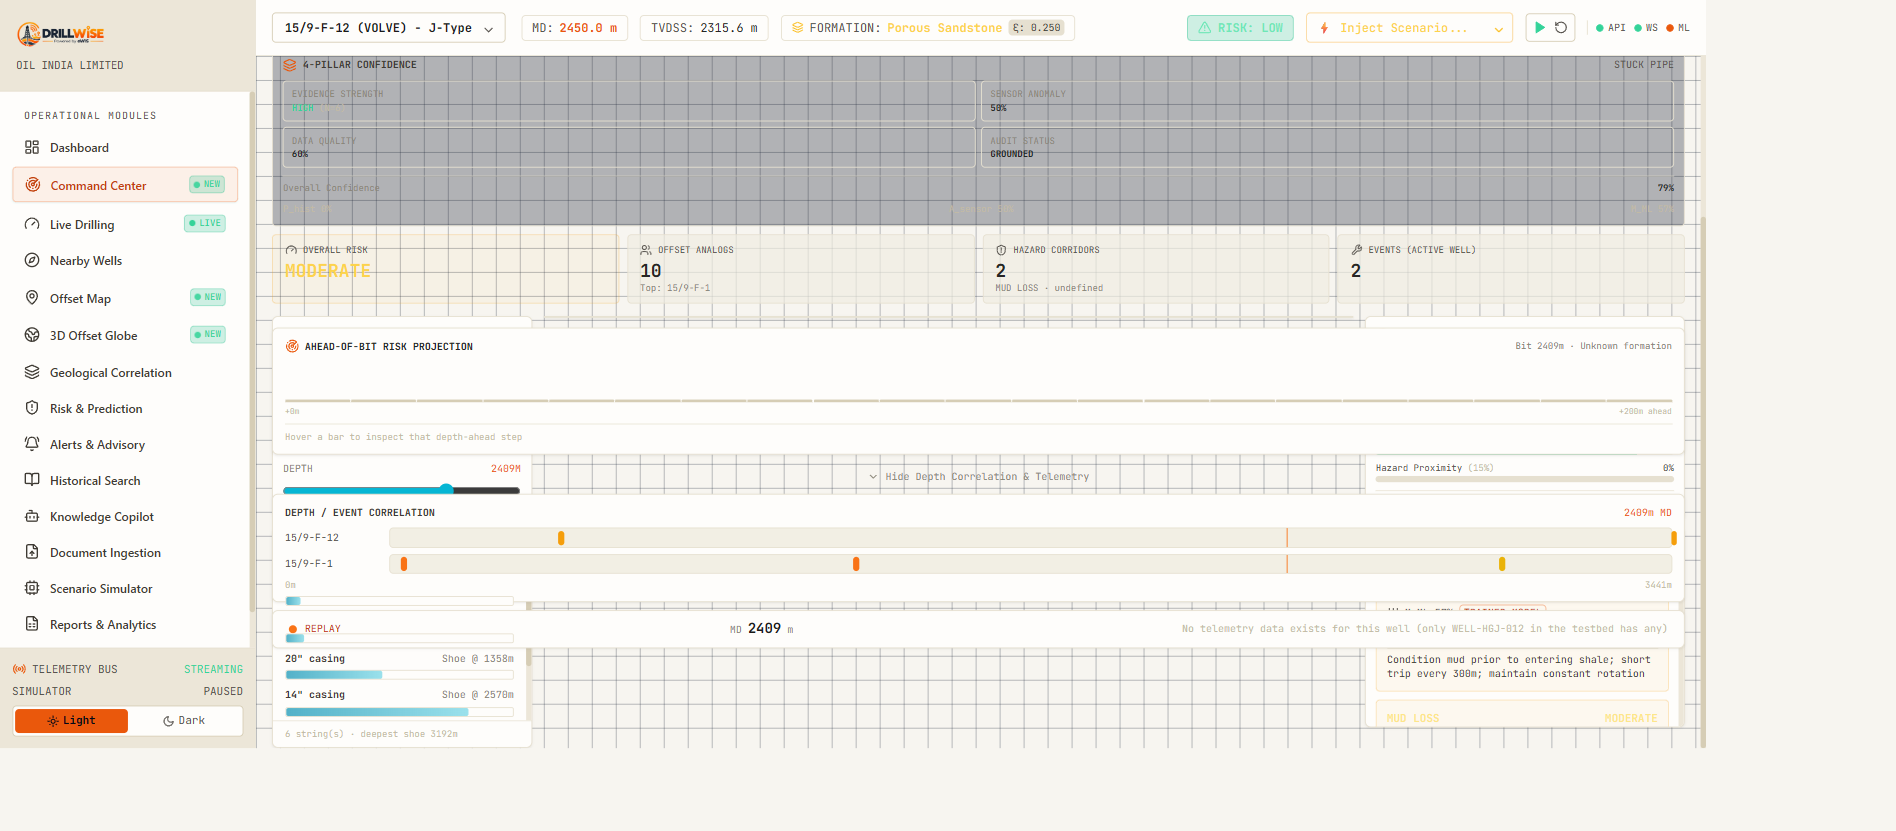 DRILLWISE
OIL INDIA LIMITED
15/9-F-12 (VOLVE) - J-Type
MD: 2450.0 m
TVDSS: 2315.6 m
FORMATION: Porous Sandstone ξ: 0.250
RISK: LOW
Inject Scenario...
API WS ML
OPERATIONAL MODULES
Dashboard
Command Center NEW
Live Drilling LIVE
Nearby Wells
Offset Map NEW
3D Offset Globe NEW
Geological Correlation
Risk & Prediction
Alerts & Advisory
Historical Search
Knowledge Copilot
Document Ingestion
Scenario Simulator
Reports & Analytics
TELEMETRY BUS STREAMING
SIMULATOR PAUSED
Light Dark
4-PILLAR CONFIDENCE STUCK PIPE
EVIDENCE STRENGTH
HIGH
SENSOR ANOMALY
50%
DATA QUALITY
60%
AUDIT STATUS
GROUNDED
Overall Confidence 79%
OVERALL RISK
MODERATE
OFFSET ANALOGS
10
Top: 15/9-F-1
HAZARD CORRIDORS
2
MUD LOSS · undefined
EVENTS (ACTIVE WELL)
2
AHEAD-OF-BIT RISK PROJECTION Bit 2409m · Unknown formation
+0m +200m ahead
Hover a bar to inspect that depth-ahead step
DEPTH 2409M
Hide Depth Correlation & Telemetry
Hazard Proximity (15%) 0%
DEPTH / EVENT CORRELATION 2409m MD
15/9-F-12
15/9-F-1
0m 3441m
REPLAY MD 2409 m No telemetry data exists for this well (only WELL-HGJ-012 in the testbed has any)
20" casing Shoe @ 1358m
14" casing Shoe @ 2570m
6 string(s) · deepest shoe 3192m
Condition mud prior to entering shale; short
trip every 300m; maintain constant rotation
MUD LOSS MODERATE